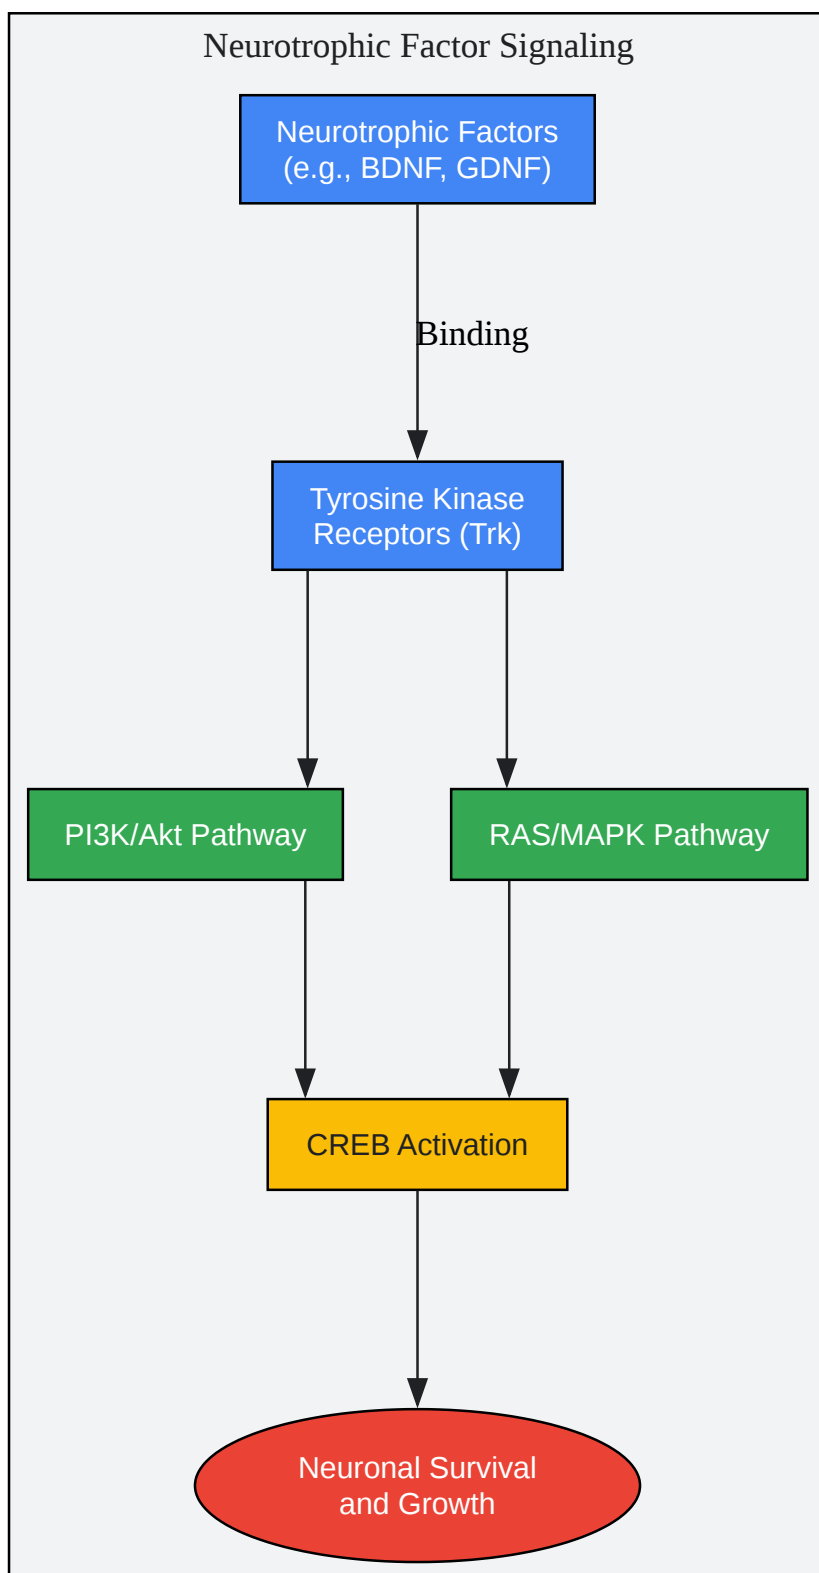 Neurotrophic Factor Signaling
Neurotrophic Factors
(e.g., BDNF, GDNF)
Binding
Tyrosine Kinase
Receptors (Trk)
PI3K/Akt Pathway
RAS/MAPK Pathway
CREB Activation
Neuronal Survival
and Growth